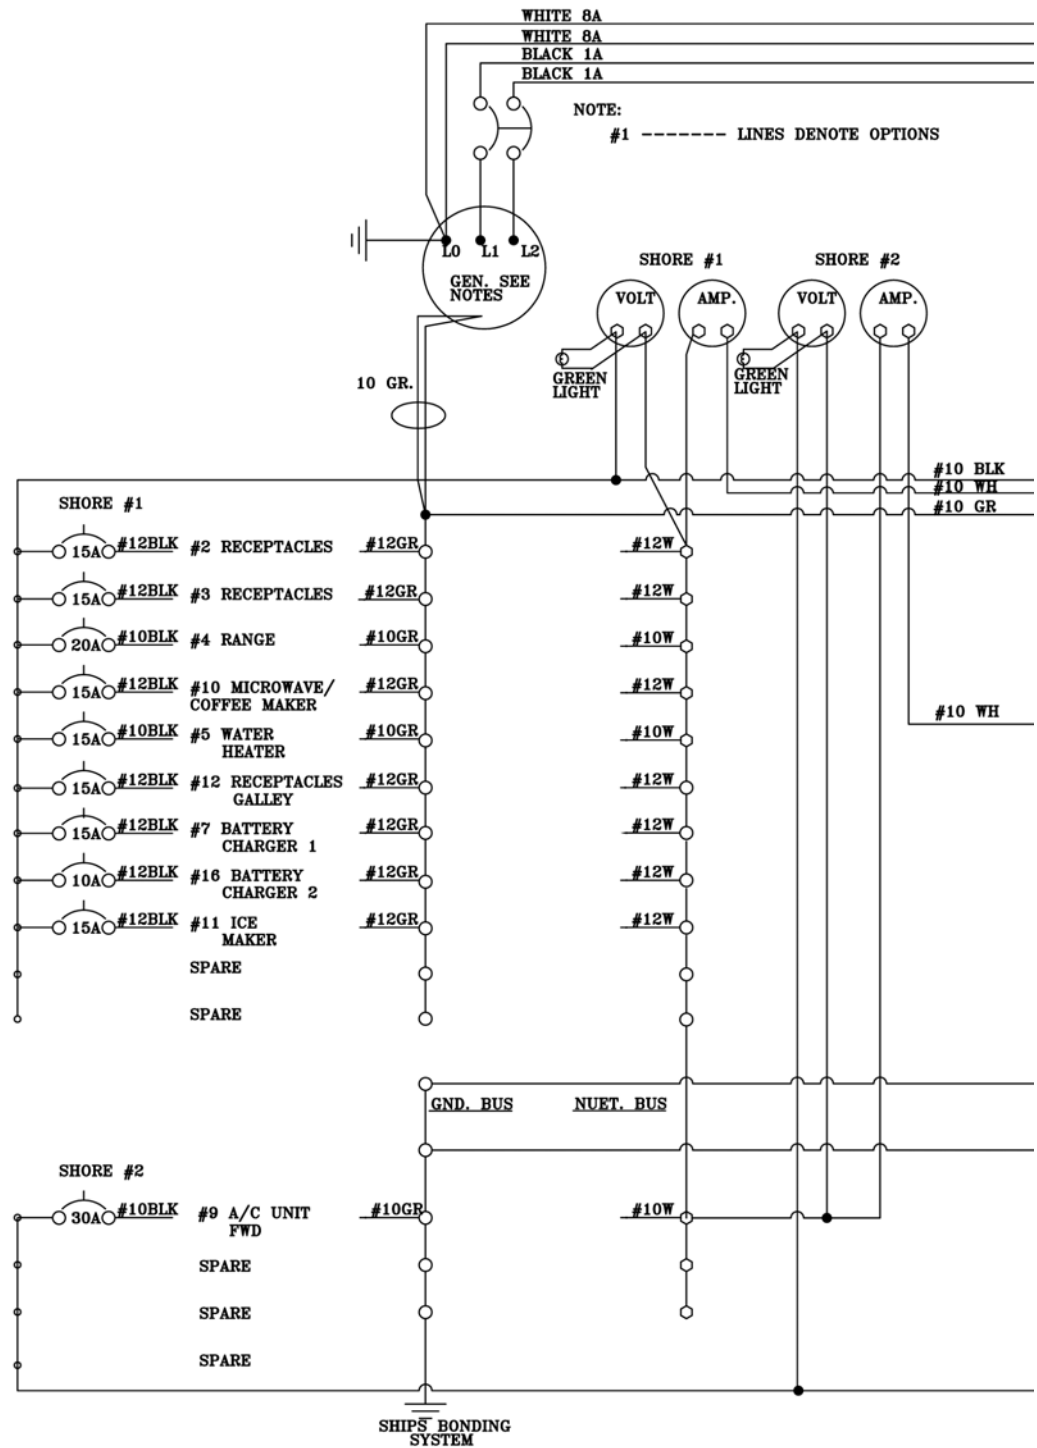 WHITE 8A
WHITE 8A
BLACK 1A
BLACK 1A
NOTE:
#1 ------- LINES DENOTE OPTIONS
L0 L1 L2
GEN. SEE
NOTES
SHORE #1 SHORE #2
VOLT AMP. VOLT AMP.
GREEN
LIGHT
GREEN
LIGHT
10 GR.
#10 BLK
#10 WH
#10 GR
SHORE #1
15A #12BLK #2 RECEPTACLES #12GR #12W
15A #12BLK #3 RECEPTACLES #12GR #12W
20A #10BLK #4 RANGE #10GR #10W
15A #12BLK #10 MICROWAVE/ #12GR #12W
COFFEE MAKER
#10 WH
15A #10BLK #5 WATER #10GR #10W
HEATER
15A #12BLK #12 RECEPTACLES #12GR #12W
GALLEY
15A #12BLK #7 BATTERY #12GR #12W
CHARGER 1
10A #12BLK #16 BATTERY #12GR #12W
CHARGER 2
15A #12BLK #11 ICE #12GR #12W
MAKER
SPARE
SPARE
GND. BUS NUET. BUS
SHORE #2
30A #10BLK #9 A/C UNIT #10GR #10W
FWD
SPARE
SPARE
SPARE
SHIPS BONDING
SYSTEM